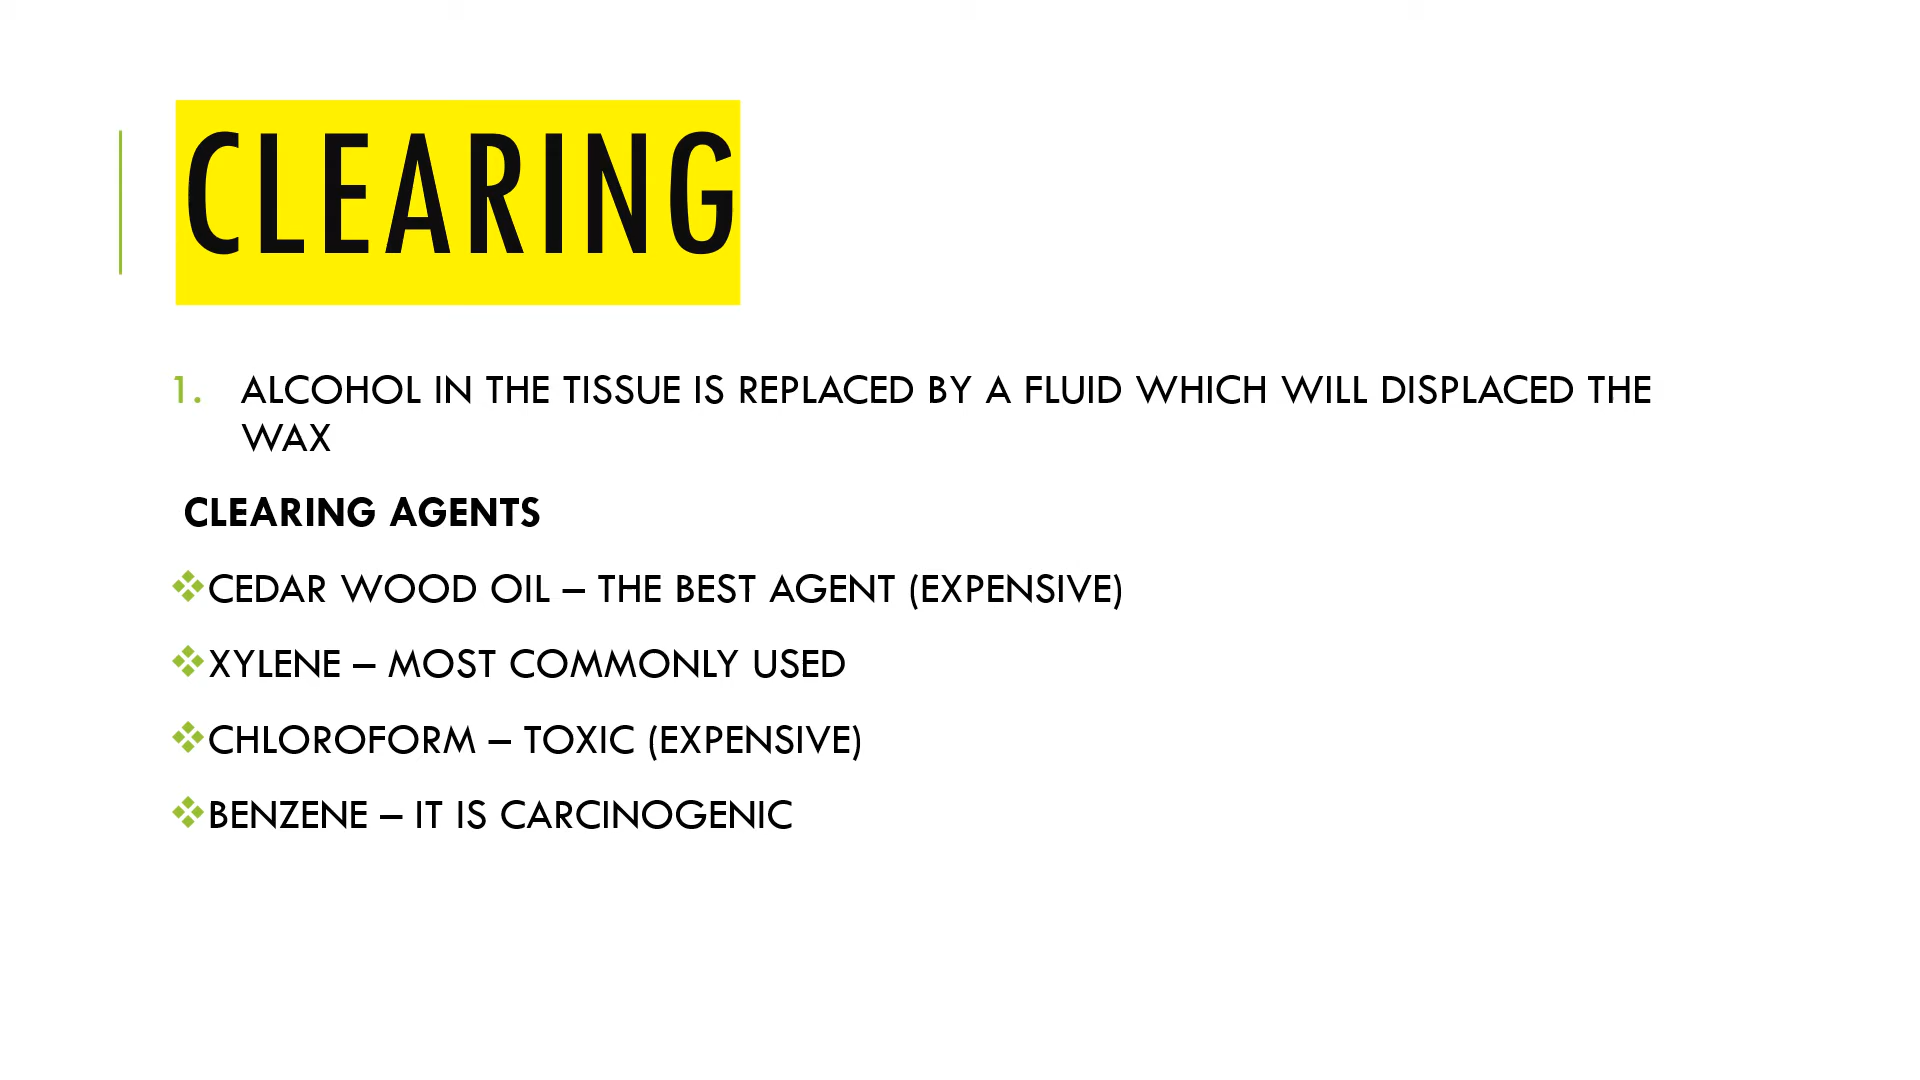 CLEARING
1. ALCOHOL IN THE TISSUE IS REPLACED BY A FLUID WHICH WILL DISPLACED THE
WAX
CLEARING AGENTS
❖CEDAR WOOD OIL – THE BEST AGENT (EXPENSIVE)
❖XYLENE – MOST COMMONLY USED
❖CHLOROFORM – TOXIC (EXPENSIVE)
❖BENZENE – IT IS CARCINOGENIC